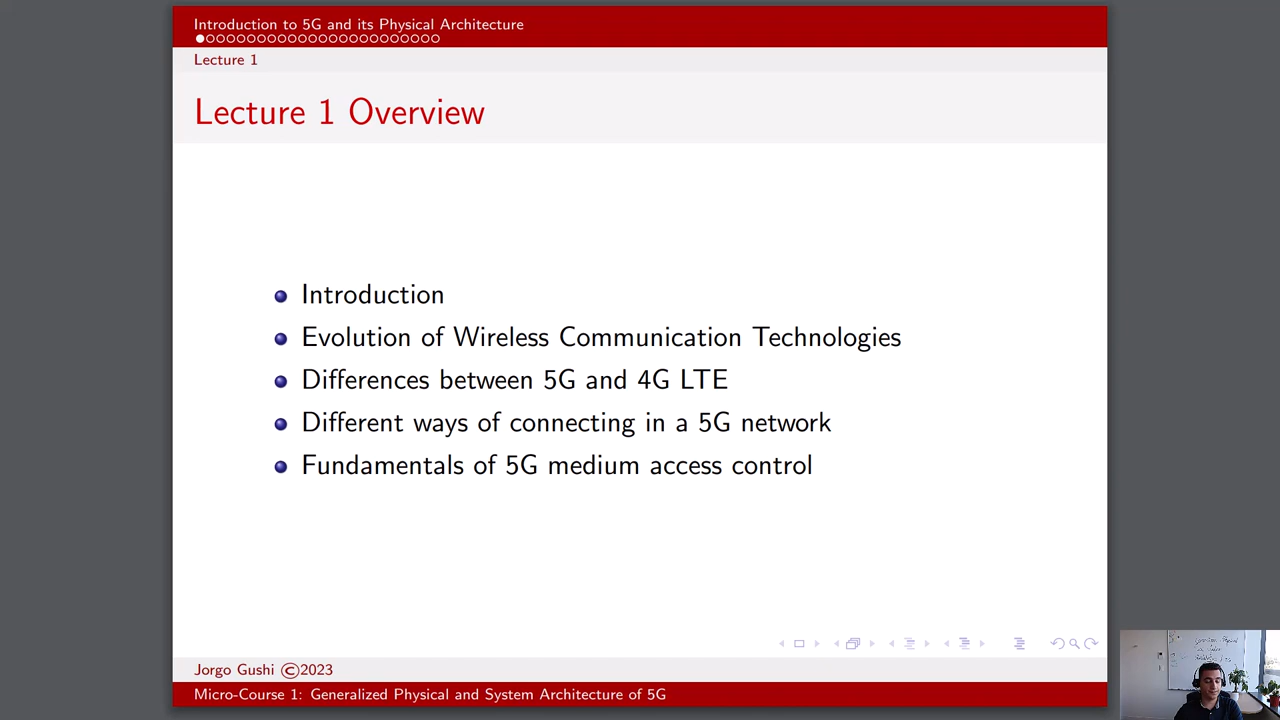 Introduction to 5G and its Physical Architecture
Lecture 1
Lecture 1 Overview
Introduction
Evolution of Wireless Communication Technologies
Differences between 5G and 4G LTE
Different ways of connecting in a 5G network
Fundamentals of 5G medium access control
Jorgo Gushi ©2023
Micro-Course 1: Generalized Physical and System Architecture of 5G